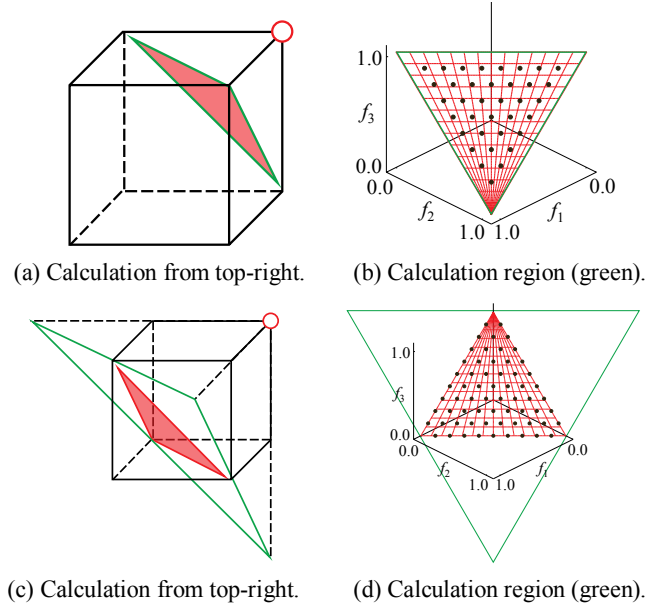 1.0
f3
0.0
0.0
0.0
f2
f1
1.0 1.0
(a) Calculation from top-right.
(b) Calculation region (green).
1.0
f3
0.0
0.0
0.0
f2
f1
1.0 1.0
(c) Calculation from top-right.
(d) Calculation region (green).